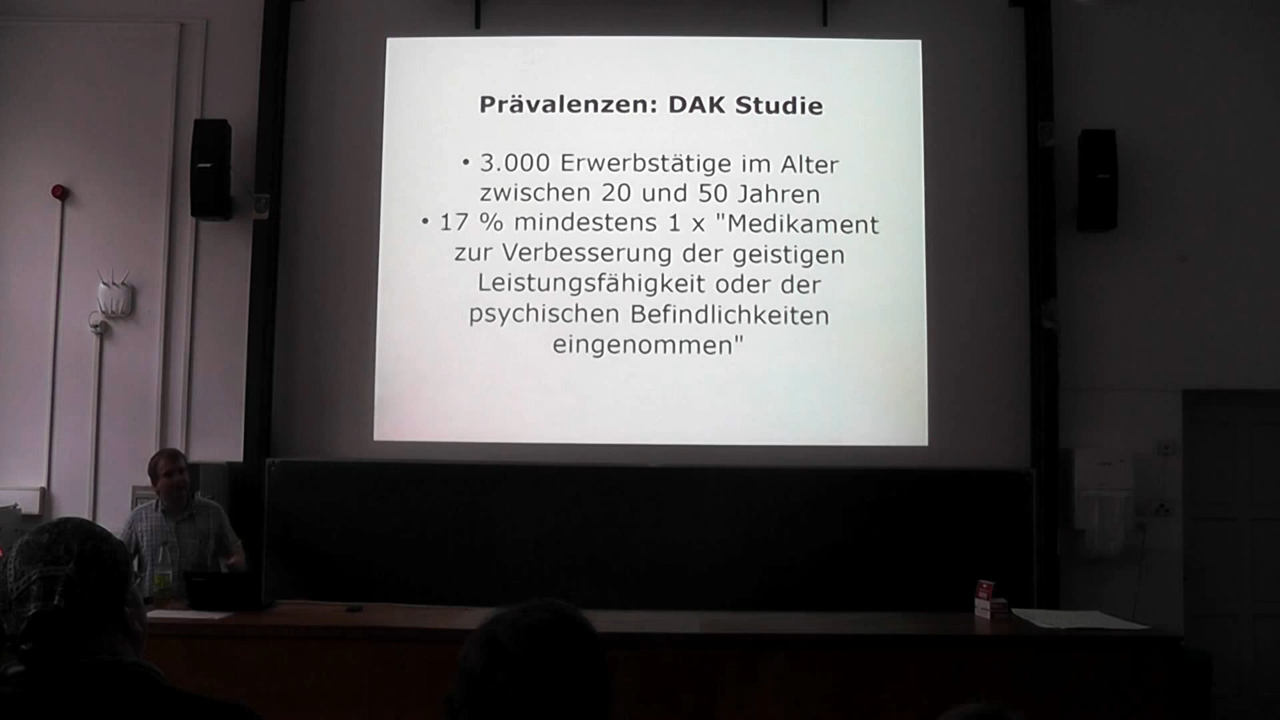 Prävalenzen: DAK Studie
• 3.000 Erwerbstätige im Alter
zwischen 20 und 50 Jahren
• 17 % mindestens 1 x "Medikament
zur Verbesserung der geistigen
Leistungsfähigkeit oder der
psychischen Befindlichkeiten
eingenommen"